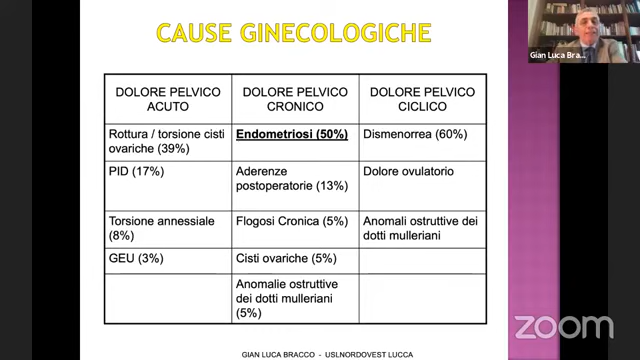 CAUSE GINECOLOGICHE
Gian Luca Bra...
DOLORE PELVICO
ACUTO
DOLORE PELVICO
CRONICO
DOLORE PELVICO
CICLICO
Rottura / torsione cisti
ovariche (39%)
Endometriosi (50%)
Dismenorrea (60%)
PID (17%)
Aderenze
postoperatorie (13%)
Dolore ovulatorio
Torsione annessiale
(8%)
Flogosi Cronica (5%)
Anomali ostruttive dei
dotti mulleriani
GEU (3%)
Cisti ovariche (5%)
Anomalie ostruttive
dei dotti mulleriani
(5%)
GIAN LUCA BRACCO - USLNORDOVEST LUCCA
zoom